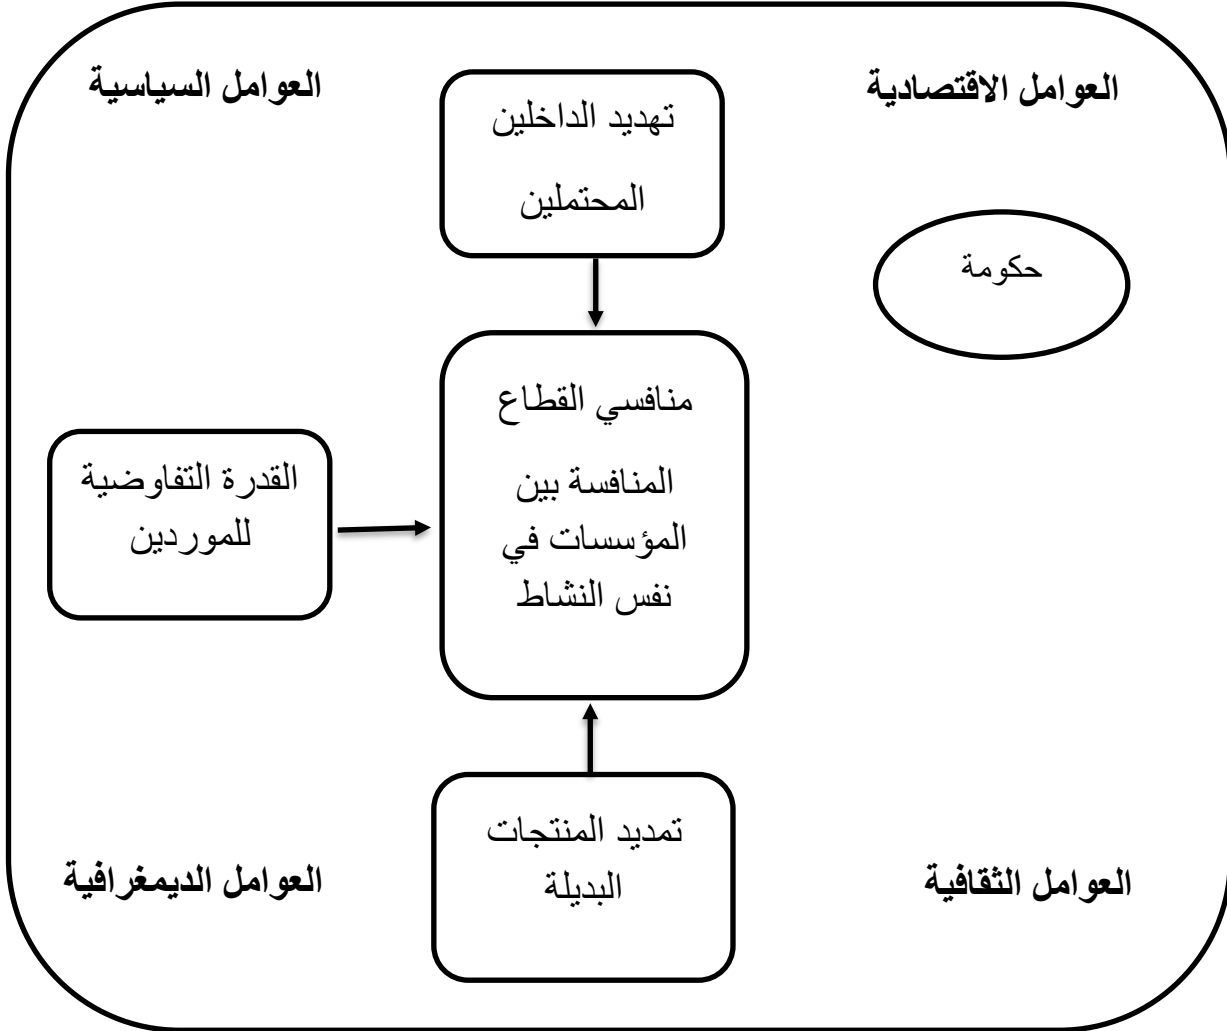 العوامل الاقتصادية
العوامل السياسية
تهديد الداخلين
المحتملين
حكومة
منافسي القطاع
المنافسة بين
المؤسسات في
نفس النشاط
القدرة التفاوضية
للموردين
تمديد المنتجات
البديلة
العوامل الثقافية
العوامل الديمغرافية